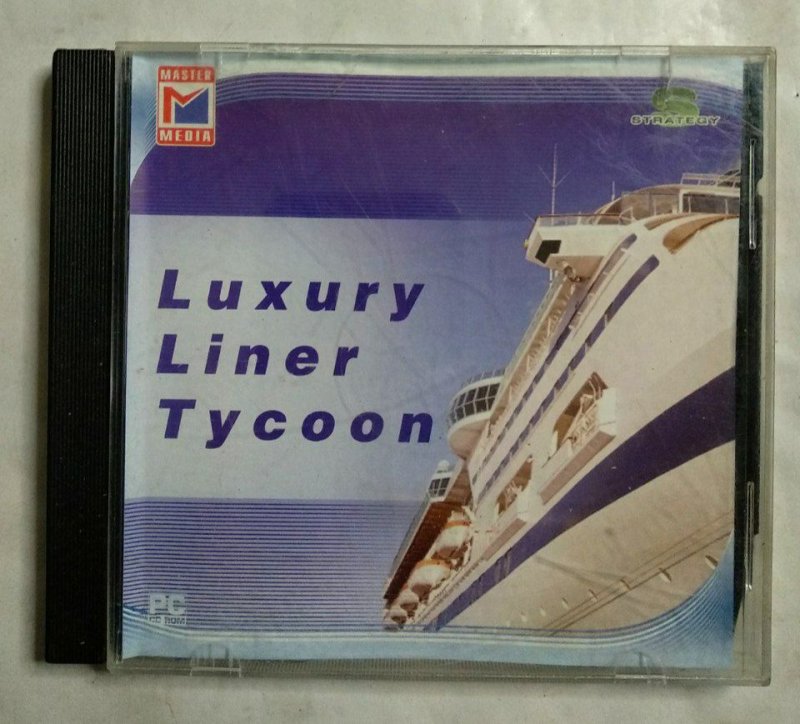 MASTER
M
MEDIA
S
STRATEGY
Luxury
Liner
Tycoon
PC
CD ROM